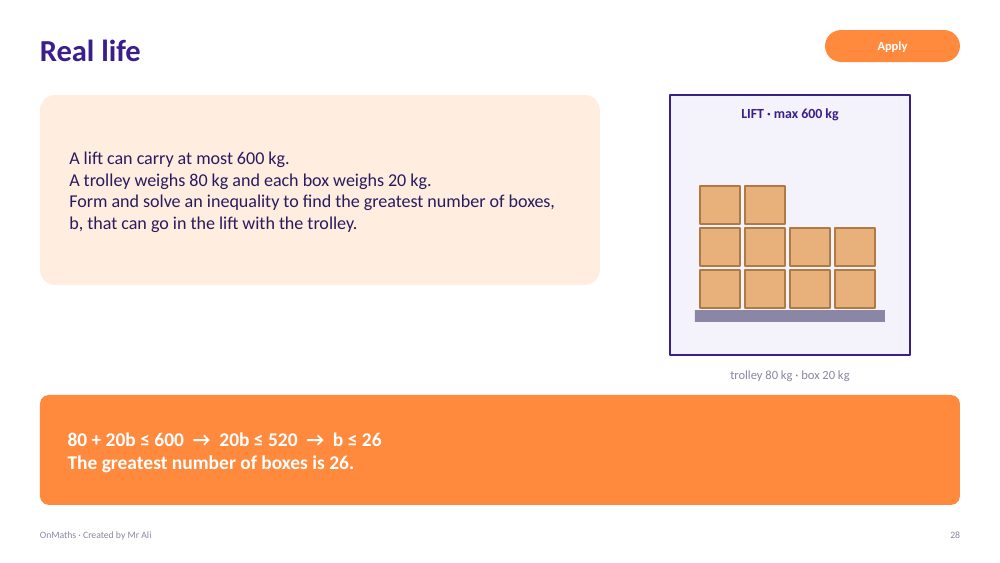 Real life
Apply
A lift can carry at most 600 kg.
A trolley weighs 80 kg and each box weighs 20 kg.
Form and solve an inequality to find the greatest number of boxes,
b, that can go in the lift with the trolley.
LIFT · max 600 kg
trolley 80 kg · box 20 kg
80 + 20b ≤ 600 → 20b ≤ 520 → b ≤ 26
The greatest number of boxes is 26.
OnMaths · Created by Mr Ali
28